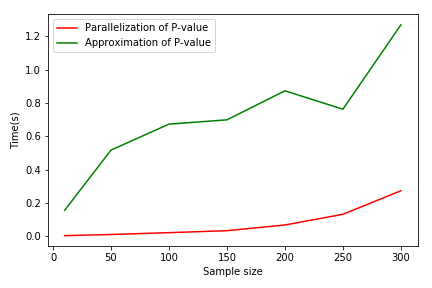 Parallelization of P-value
Approximation of P-value
1.2
1.0
0.8
0.6
0.4
0.2
0.0
Time(s)
0 50 100 150 200 250 300
Sample size